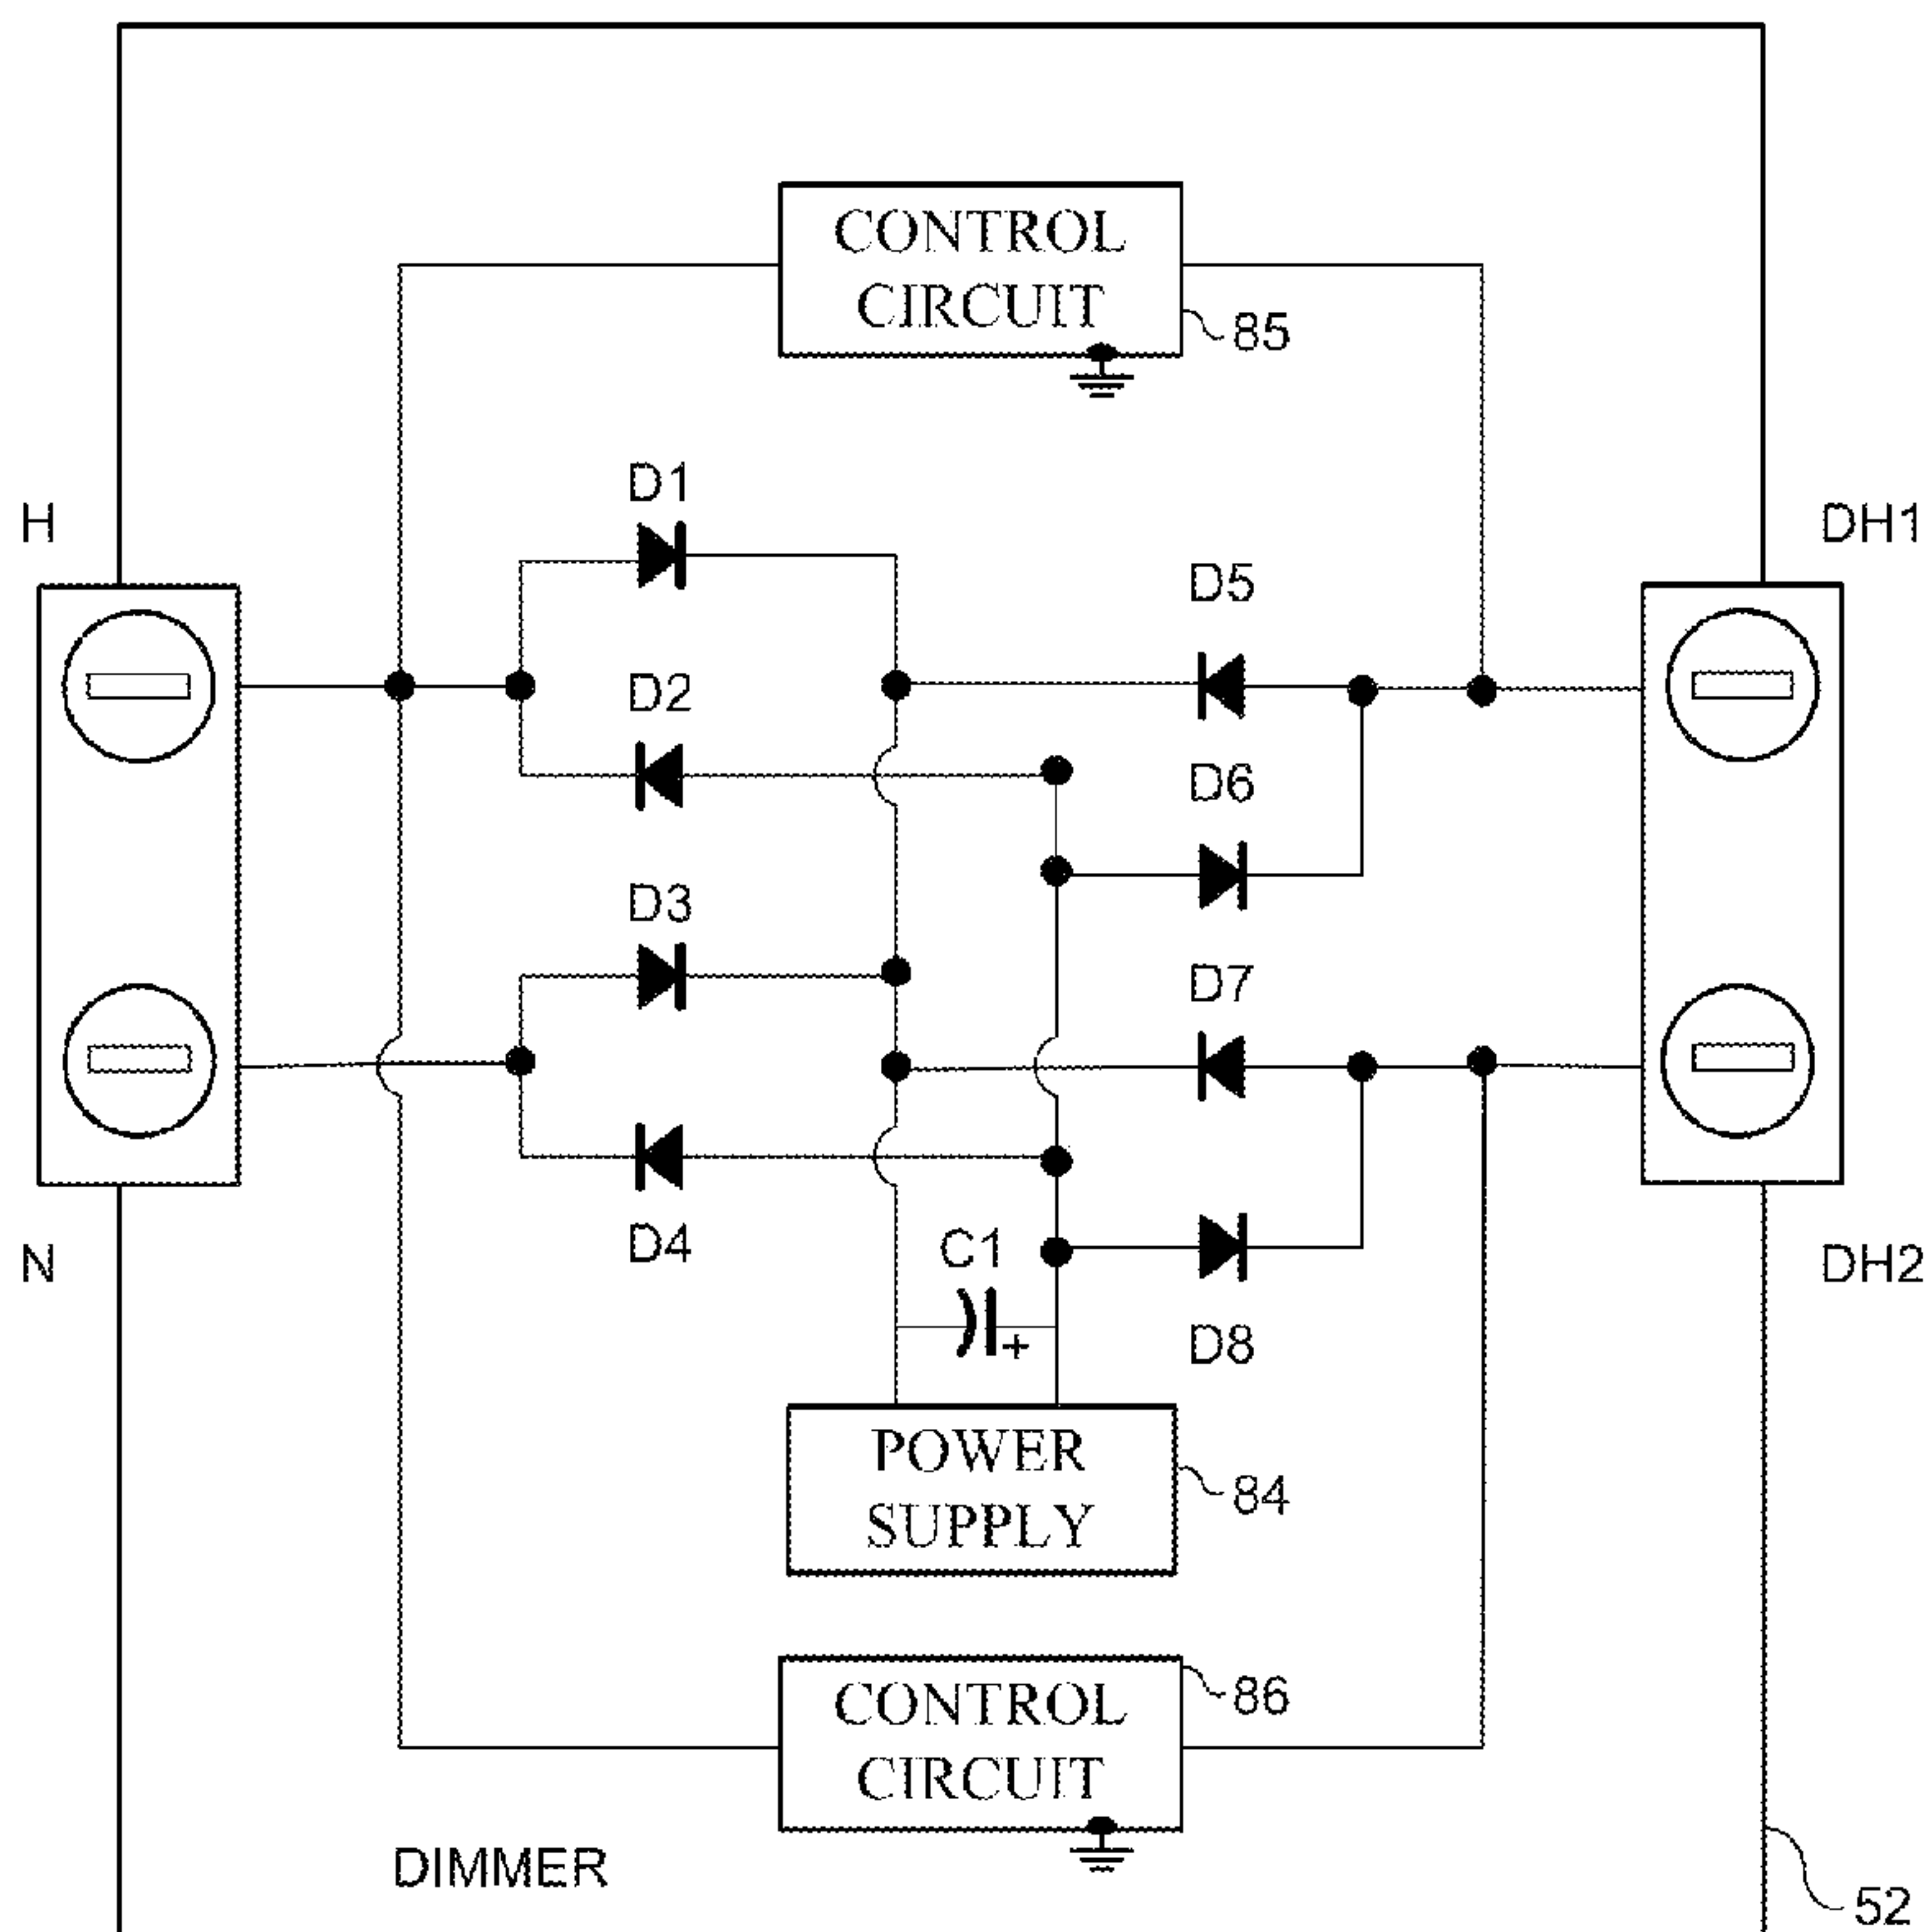 CONTROL
CIRCUIT
85
D1
H
DH1
D5
D2
D6
D3
D7
D4
C1
N
DH2
+
D8
POWER
SUPPLY
84
CONTROL
CIRCUIT
86
DIMMER
52